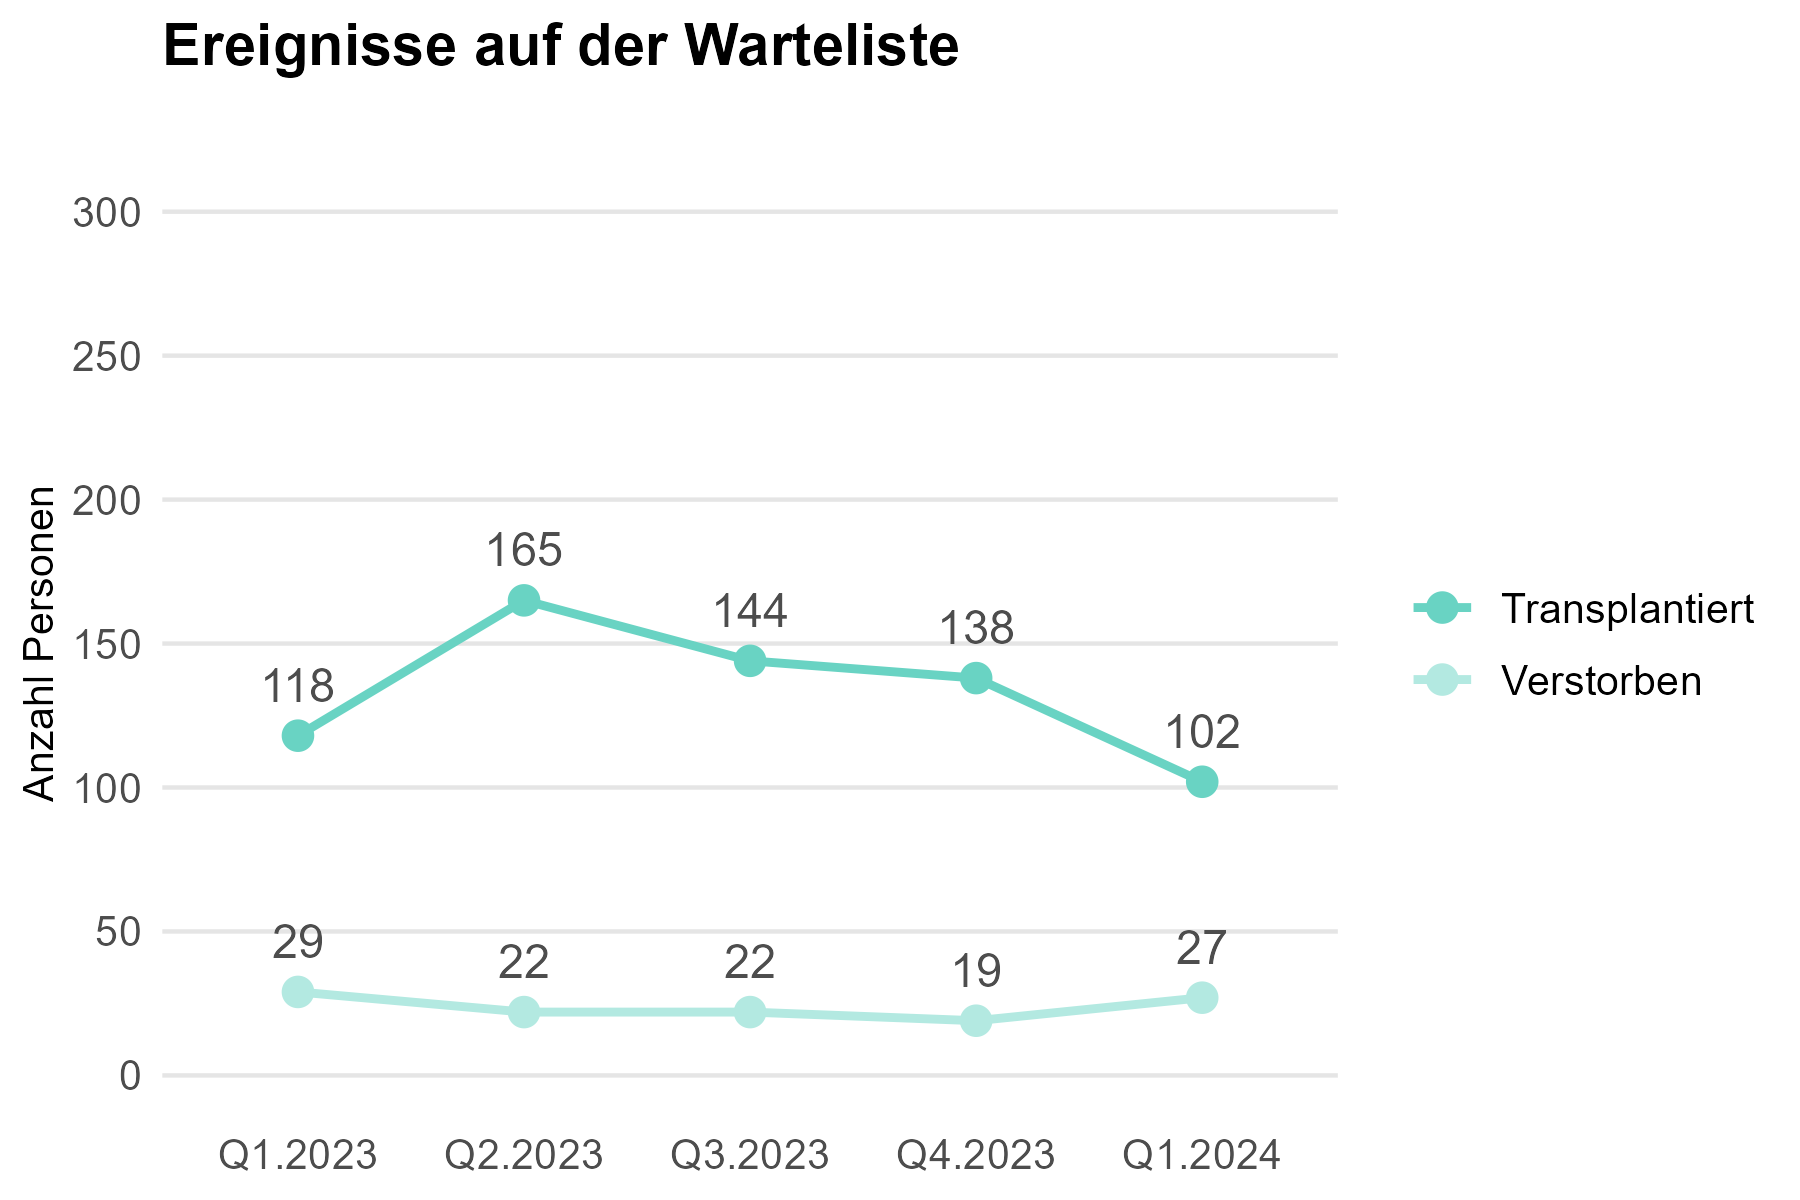 Ereignisse auf der Warteliste
Anzahl Personen
300
250
200
150
100
50
0
118
165
144
138
102
29
22
22
19
27
Q1.2023
Q2.2023
Q3.2023
Q4.2023
Q1.2024
Transplantiert
Verstorben